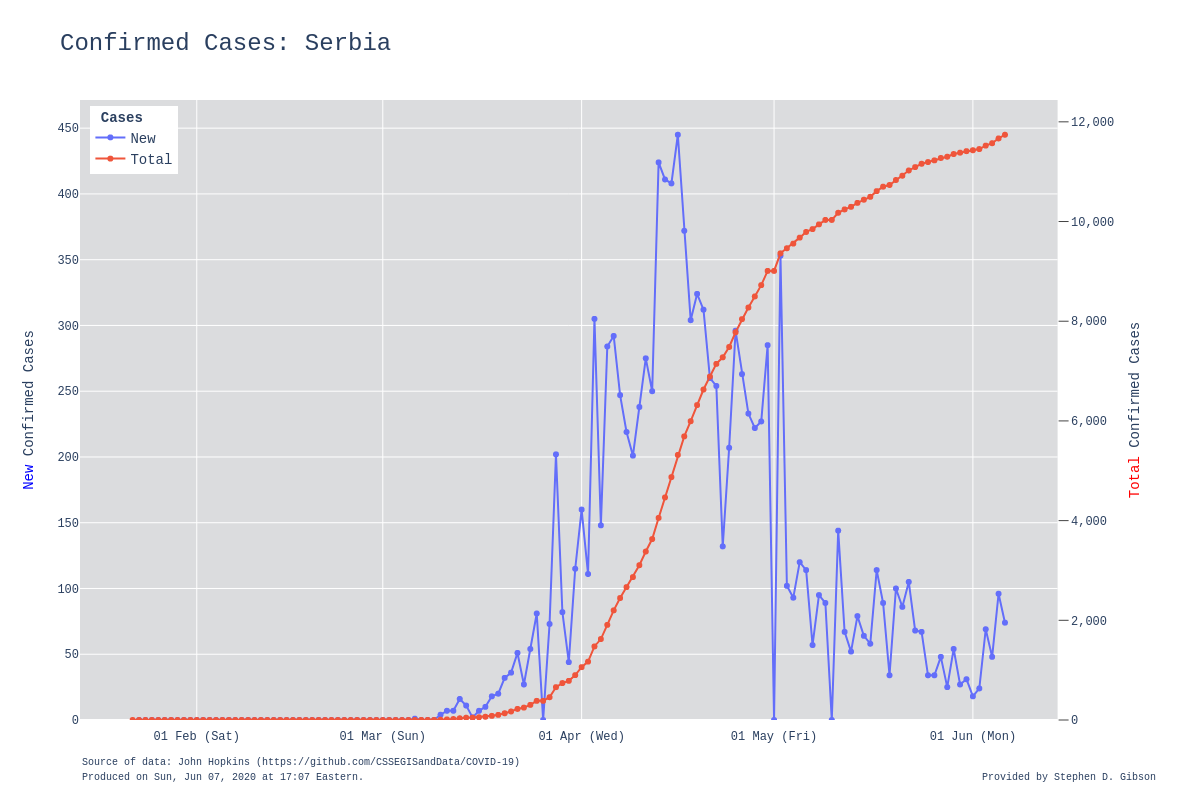 Confirmed Cases: Serbia
Cases
New
Total
450
400
350
300
250
200
150
100
50
0
12,000
10,000
8,000
6,000
4,000
2,000
0
New Confirmed Cases
Total Confirmed Cases
01 Feb (Sat) 01 Mar (Sun) 01 Apr (Wed) 01 May (Fri) 01 Jun (Mon)
Source of data: John Hopkins (https://github.com/CSSEGISandData/COVID-19)
Produced on Sun, Jun 07, 2020 at 17:07 Eastern.
Provided by Stephen D. Gibson